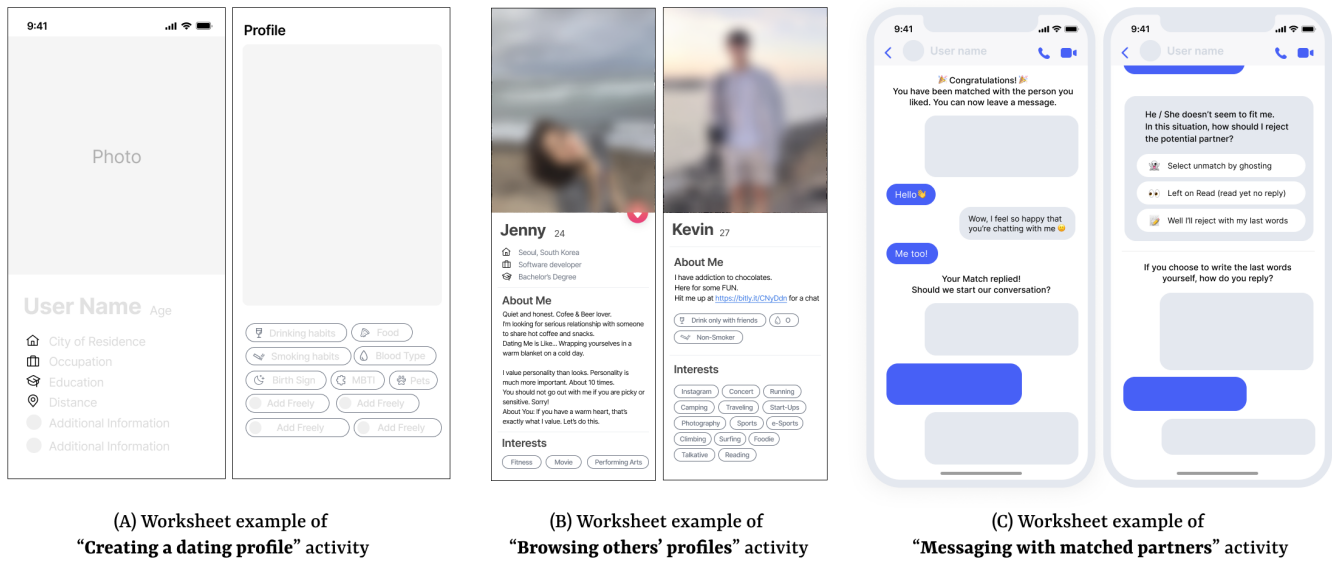 9:41
Photo
User Name Age
City of Residence
Occupation
Education
Distance
Additional Information
Additional Information
Profile
Drinking habits
Food
Smoking habits
Blood Type
Birth Sign
MBTI
Pets
Add Freely
Add Freely
Add Freely
Add Freely
(A) Worksheet example of
“Creating a dating profile” activity
Jenny 24
Seoul, South Korea
Software developer
Bachelor's Degree
About Me
Quiet and honest. Cofee & Beer lover.
I'm looking for serious relationship with someone
to share hot coffee and snacks.
Dating Me is Like... Wrapping yourselves in a
warm blanket on a cold day.
I value personality than looks. Personality is
much more important. About 10 times.
You should not go out with me if you are picky or
sensitive. Sorry!
About You: If you have a warm heart, that's
exactly what I value. Let's do this.
Interests
Fitness
Movie
Performing Arts
Kevin 27
About Me
I have addiction to chocolates.
Here for some FUN.
Hit me up at https://bitly.it/CNyDdn for a chat
Drink only with friends
O
Non-Smoker
Interests
Instagram
Concert
Running
Camping
Traveling
Start-Ups
Photography
Sports
e-Sports
Climbing
Surfing
Foodie
Talkative
Reading
(B) Worksheet example of
“Browsing others’ profiles” activity
9:41
User name
🎉 Congratulations! 🎉
You have been matched with the person you
liked. You can now leave a message.
Hello👋
Wow, I feel so happy that
you're chatting with me 😊
Me too!
Your Match replied!
Should we start our conversation?
9:41
User name
He / She doesn't seem to fit me.
In this situation, how should I reject
the potential partner?
Select unmatch by ghosting
Left on Read (read yet no reply)
Well I'll reject with my last words
If you choose to write the last words
yourself, how do you reply?
(C) Worksheet example of
“Messaging with matched partners” activity